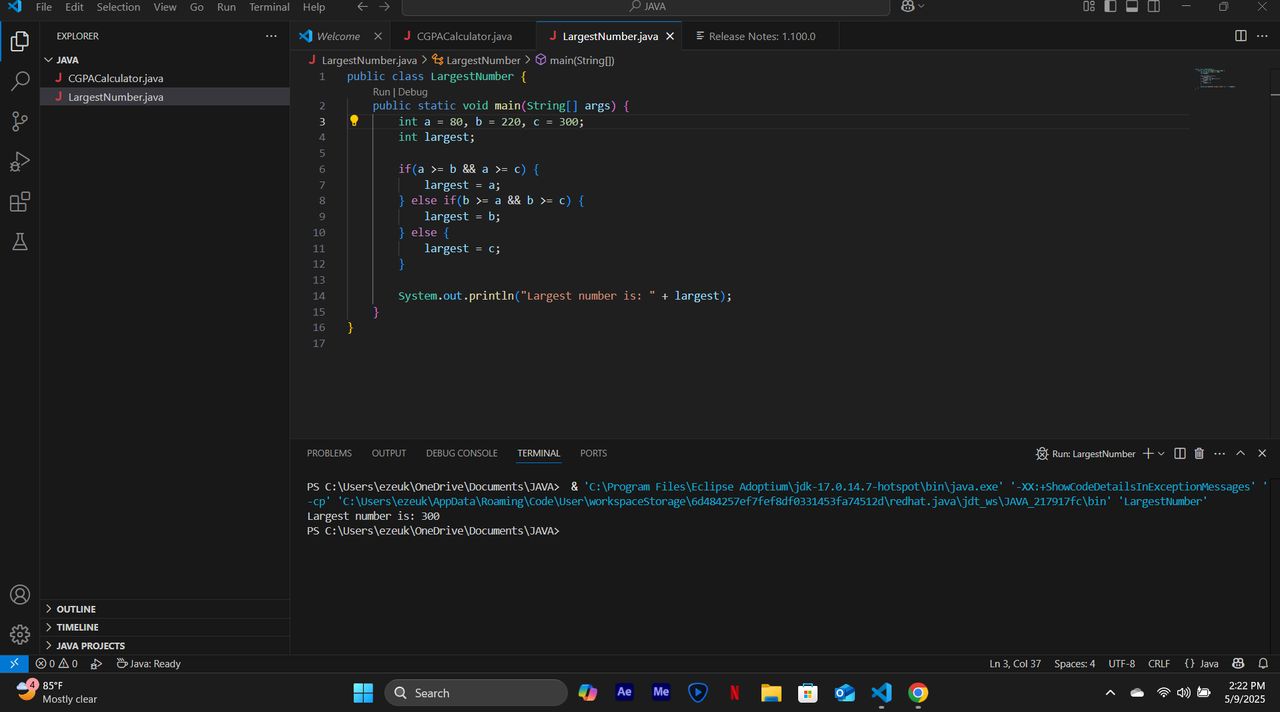 File Edit Selection View Go Run Terminal Help
JAVA
EXPLORER
JAVA
CGPACalculator.java
LargestNumber.java
OUTLINE
TIMELINE
JAVA PROJECTS
Welcome
J CGPACalculator.java
J LargestNumber.java
Release Notes: 1.100.0
J LargestNumber.java > LargestNumber > main(String[])
1 public class LargestNumber {
Run | Debug
2 public static void main(String[] args) {
3 int a = 80, b = 220, c = 300;
4 int largest;
5
6 if(a >= b && a >= c) {
7 largest = a;
8 } else if(b >= a && b >= c) {
9 largest = b;
10 } else {
11 largest = c;
12 }
13
14 System.out.println("Largest number is: " + largest);
15 }
16 }
17
PROBLEMS OUTPUT DEBUG CONSOLE TERMINAL PORTS
Run: LargestNumber
PS C:\Users\ezeuk\OneDrive\Documents\JAVA> & 'C:\Program Files\Eclipse Adoptium\jdk-17.0.14.7-hotspot\bin\java.exe' '-XX:+ShowCodeDetailsInExceptionMessages' '
-cp' 'C:\Users\ezeuk\AppData\Roaming\Code\User\workspaceStorage\6d484257ef7fef8df0331453fa74512d\redhat.java\jdt_ws\JAVA_217917fc\bin' 'LargestNumber'
Largest number is: 300
PS C:\Users\ezeuk\OneDrive\Documents\JAVA>
0 0 Java: Ready
Ln 3, Col 37 Spaces: 4 UTF-8 CRLF {} Java
4
85°F
Mostly clear
Search
Ae
Me
N
2:22 PM
5/9/2025